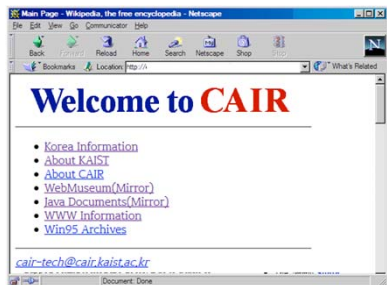 Main Page - Wikipedia, the free encyclopedia - Netscape
File Edit View Go Communicator Help
Back Forward Reload Home Search Netscape Shop Stop
Bookmarks Location: http://
What's Related
Welcome to CAIR
Korea Information
About KAIST
About CAIR
WebMuseum(Mirror)
Java Documents(Mirror)
WWW Information
Win95 Archives
cair-tech@cair.kaist.ac.kr
Document: Done